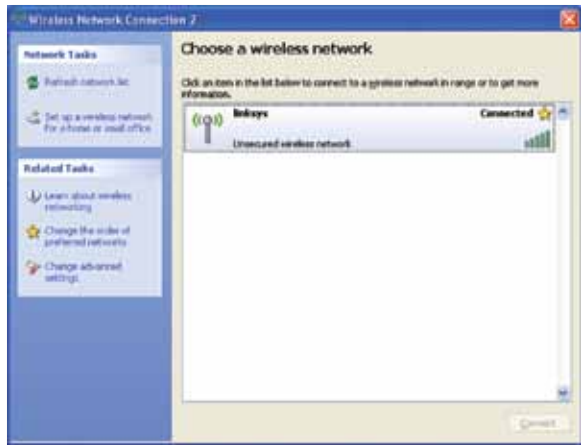 Wireless Network Connection 2
Network Tasks
Refresh network list
Set up a wireless network
for a home or small office
Related Tasks
Learn about wireless
networking
Change the order of
preferred networks
Change advanced
settings
Choose a wireless network
Click an item in the list below to connect to a wireless network in range or to get more
information.
linksys
Connected
Unsecured wireless network
Connect